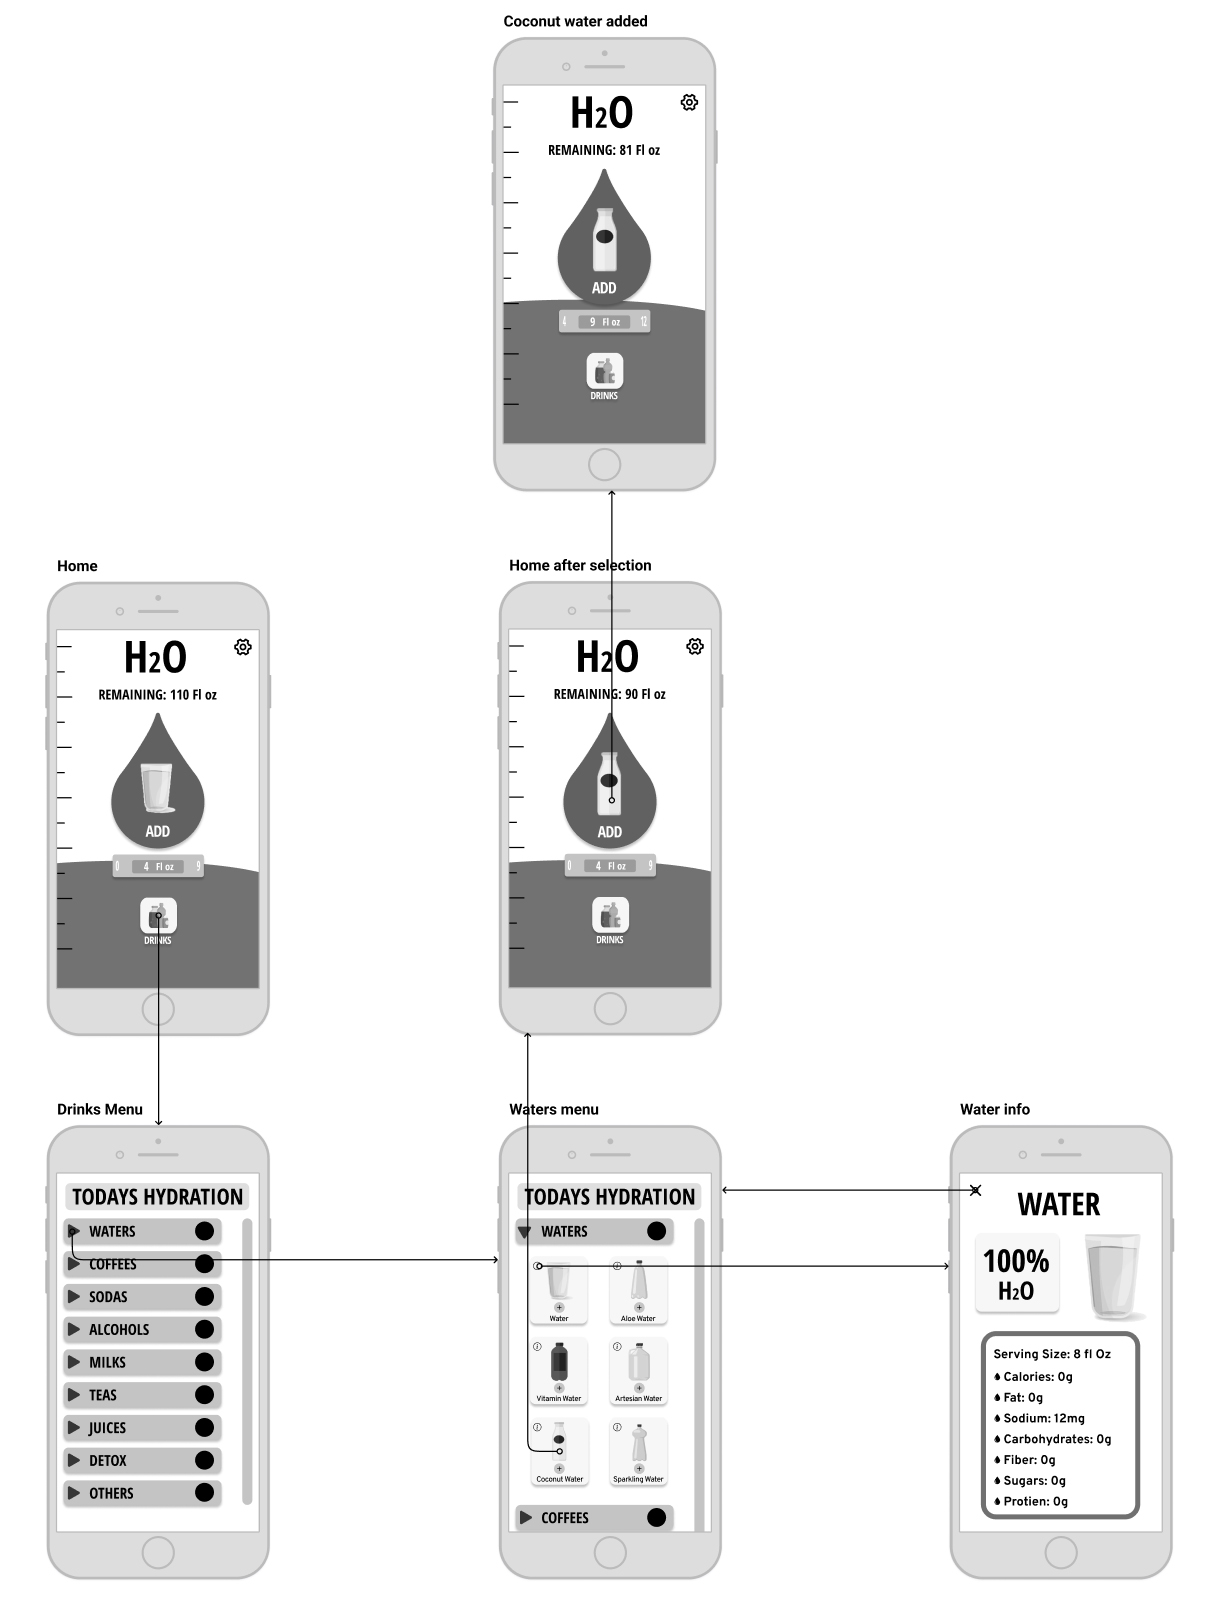 Coconut water added
H2O
REMAINING: 81 Fl oz
ADD
4 9 Fl oz 12
DRINKS
Home
H2O
REMAINING: 110 Fl oz
ADD
0 4 Fl oz 9
DRINKS
Home after selection
H2O
REMAINING: 90 Fl oz
ADD
0 4 Fl oz 9
DRINKS
Drinks Menu
TODAYS HYDRATION
WATERS
COFFEES
SODAS
ALCOHOLS
MILKS
TEAS
JUICES
DETOX
OTHERS
Waters menu
TODAYS HYDRATION
WATERS
i i
+ +
Water Aloe Water
i i
+ +
Vitamin Water Artesian Water
i i
+ +
Coconut Water Sparkling Water
COFFEES
Water info
WATER
100%
H2O
Serving Size: 8 fl Oz
Calories: 0g
Fat: 0g
Sodium: 12mg
Carbohydrates: 0g
Fiber: 0g
Sugars: 0g
Protien: 0g